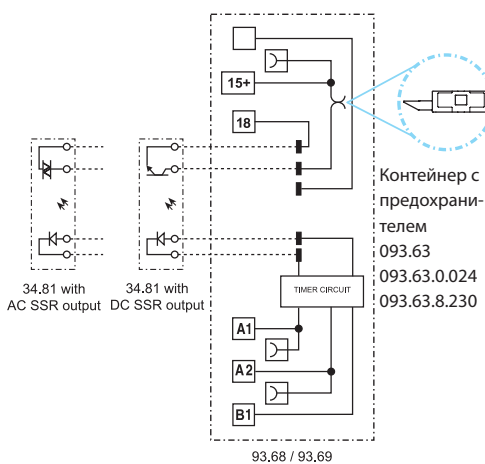 15+
18
Контейнер с
предохрани-
телем
093.63
093.63.0.024
093.63.8.230
34.81 with
AC SSR output
34.81 with
DC SSR output
TIMER CIRCUIT
A1
A2
B1
93.68 / 93.69